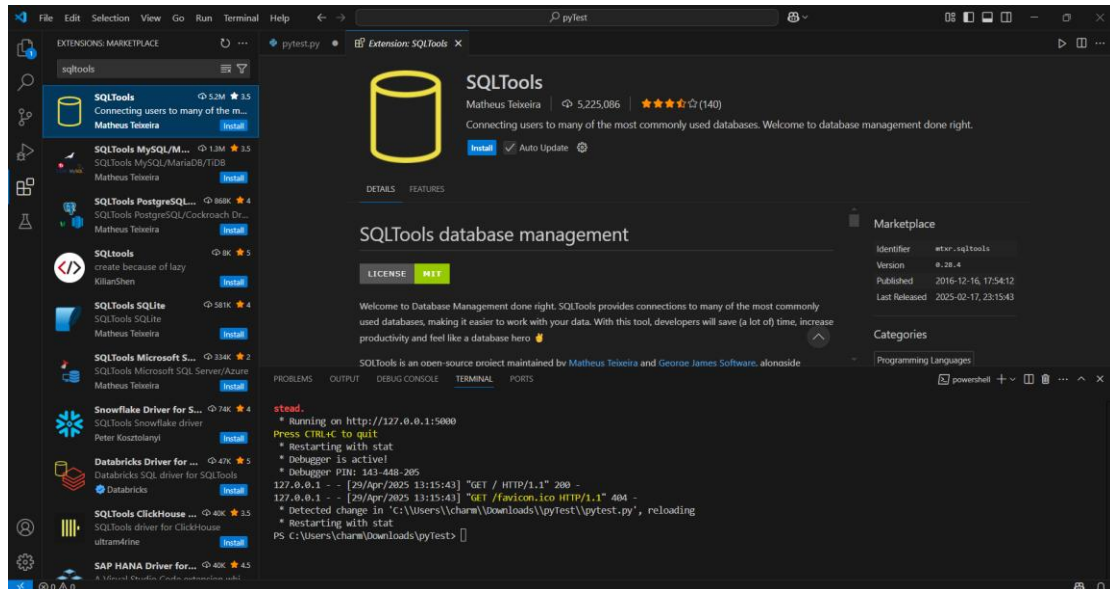 File Edit Selection View Go Run Terminal Help
pyTest
EXTENSIONS: MARKETPLACE
sqltools
SQLTools 5.2M 3.5
Connecting users to many of the m...
Matheus Teixeira Install
SQLTools MySQL/M... 1.3M 3.5
SQLTools MySQL/MariaDB/TiDB
Matheus Teixeira Install
SQLTools PostgreSQL... 868K 4
SQLTools PostgreSQL/Cockroach Dr...
Matheus Teixeira Install
SQLtools 8K 5
create because of lazy
KilianShen Install
SQLTools SQLite 581K 4
SQLTools SQLite
Matheus Teixeira Install
SQLTools Microsoft S... 334K 2
SQLTools Microsoft SQL Server/Azure
Matheus Teixeira Install
Snowflake Driver for S... 74K 4
SQLTools Snowflake driver
Peter Kosztolanyi Install
Databricks Driver for ... 47K 5
Databricks SQL driver for SQLTools
Databricks Install
SQLTools ClickHouse ... 40K 3.5
SQLTools driver for ClickHouse
ultram4rine Install
SAP HANA Driver for... 40K 4.5
A Visual Studio Code extension whi...
pytest.py
Extension: SQLTools
SQLTools
Matheus Teixeira 5,225,086 (140)
Connecting users to many of the most commonly used databases. Welcome to database management done right.
Install Auto Update
DETAILS FEATURES
SQLTools database management
LICENSE MIT
Welcome to Database Management done right. SQLTools provides connections to many of the most commonly
used databases, making it easier to work with your data. With this tool, developers will save (a lot of) time, increase
productivity and feel like a database hero
SQLTools is an open-source project maintained by Matheus Teixeira and George James Software, alongside
Marketplace
Identifier mtxr.sqltools
Version 0.28.4
Published 2016-12-16, 17:54:12
Last Released 2025-02-17, 23:15:43
Categories
Programming Languages
PROBLEMS OUTPUT DEBUG CONSOLE TERMINAL PORTS
powershell
stead.
* Running on http://127.0.0.1:5000
Press CTRL+C to quit
* Restarting with stat
* Debugger is active!
* Debugger PIN: 143-448-205
127.0.0.1 - - [29/Apr/2025 13:15:43] "GET / HTTP/1.1" 200 -
127.0.0.1 - - [29/Apr/2025 13:15:43] "GET /favicon.ico HTTP/1.1" 404 -
* Detected change in 'C:\\Users\\charm\\Downloads\\pyTest\\pytest.py', reloading
* Restarting with stat
PS C:\Users\charm\Downloads\pyTest>
0 0